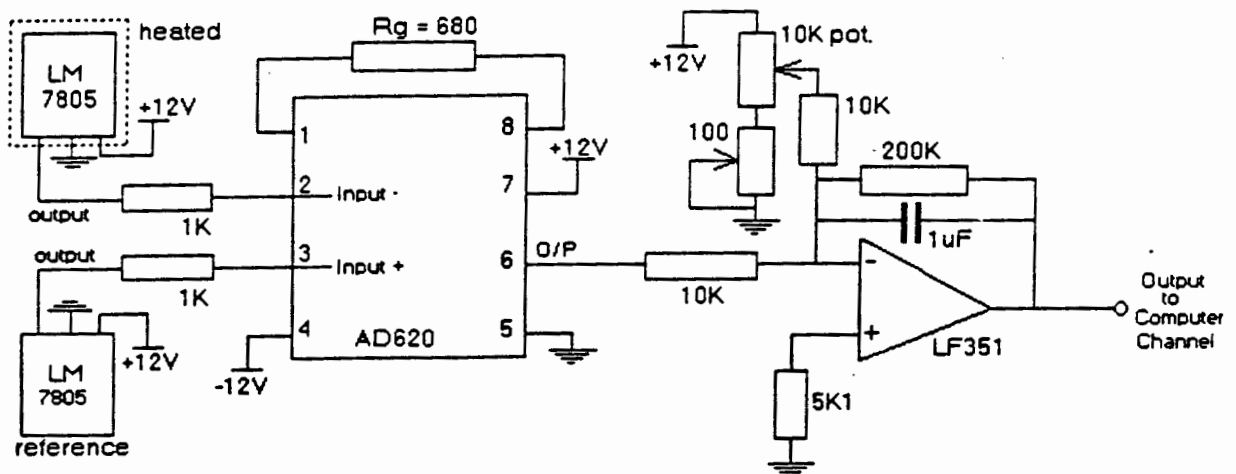 heated
LM
7805
+12V
output
1K
output
1K
+12V
LM
7805
reference
Rg = 680
1
8
2
Input -
7
+12V
3
Input +
6
O/P
4
AD620
5
-12V
+12V
10K pot.
10K
100
200K
1uF
10K
-
+
LF351
5K1
Output
to
Computer
Channel